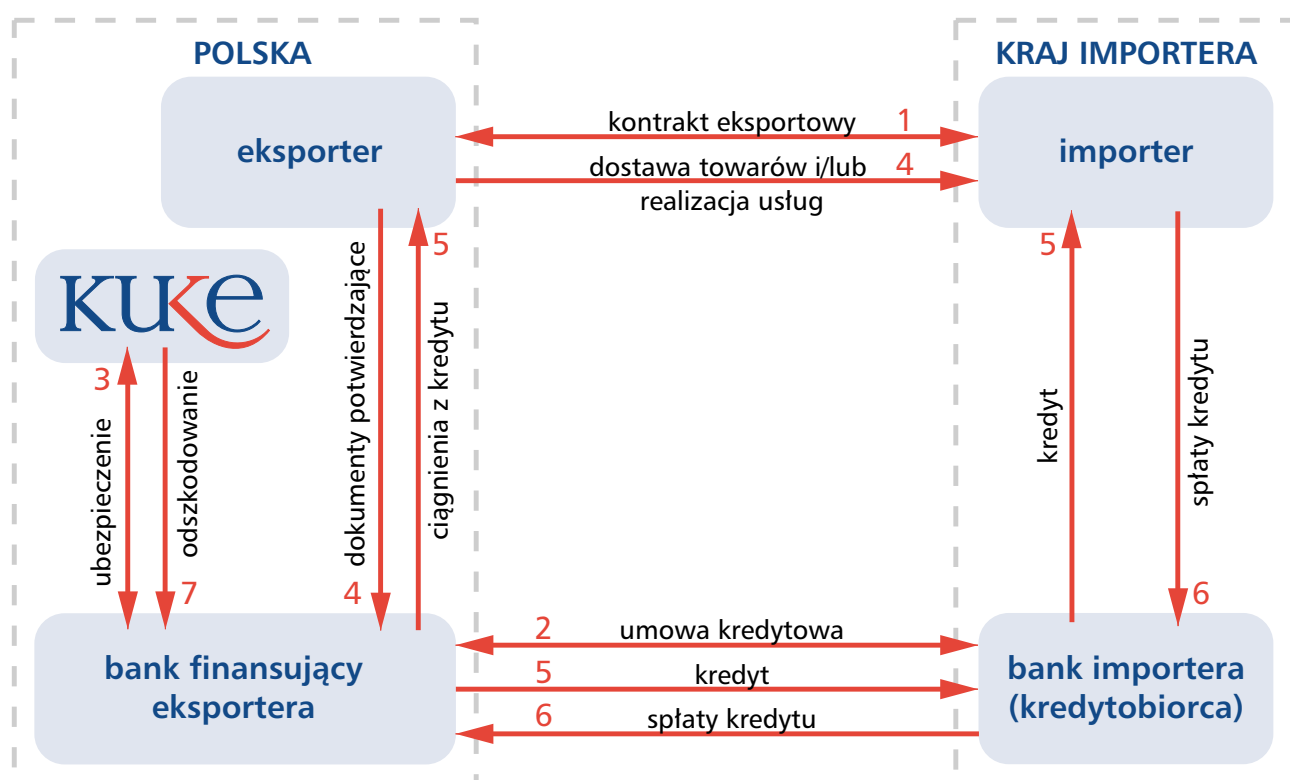 POLSKA
KRAJ IMPORTERA
eksporter
kontrakt eksportowy 1
dostawa towarów i/lub 4
realizacja usług
importer
KUKE
3
ubezpieczenie
odszkodowanie
7
dokumenty potwierdzające
4
5
ciągnienia z kredytu
5
kredyt
spłaty kredytu
6
bank finansujący
eksportera
2 umowa kredytowa
5 kredyt
6 spłaty kredytu
bank importera
(kredytobiorca)